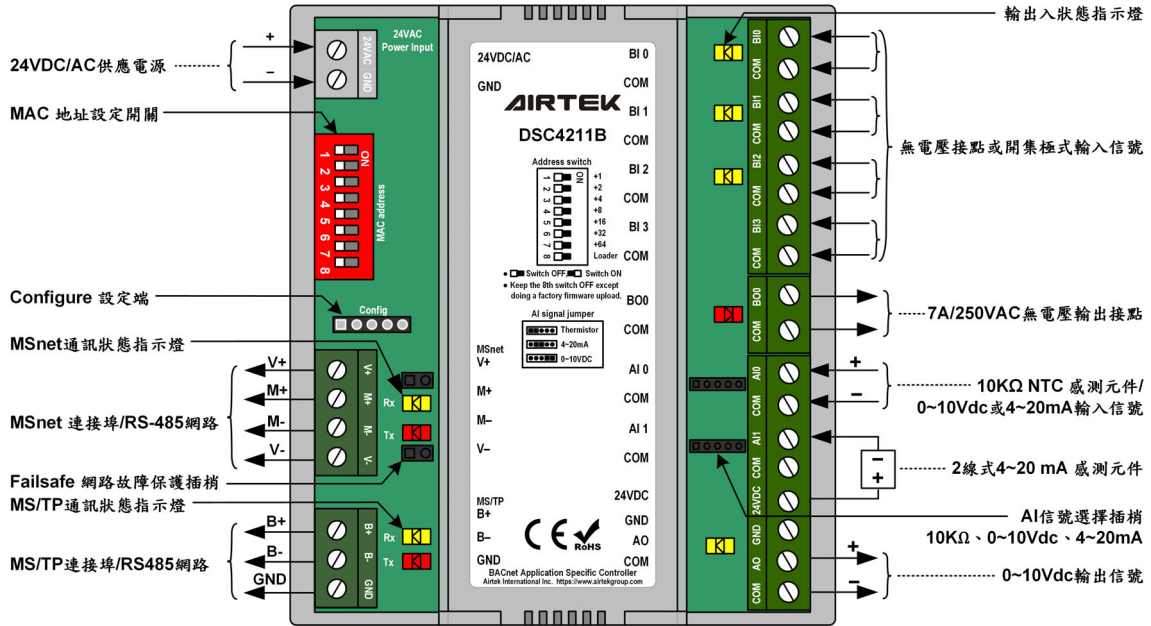 24VDC/AC供應電源
+
−
MAC 地址設定開關
Configure 設定端
MSnet通訊狀態指示燈
V+
M+
M-
V-
MSnet 連接埠/RS-485網路
Failsafe 網路故障保護插梢
MS/TP通訊狀態指示燈
B+
B-
GND
MS/TP連接埠/RS485網路
24VAC
Power Input
24VAC
GND
ON
1
2
3
4
5
6
7
8
MAC address
Config
V+
M+
M-
V-
Rx
Tx
B+
B-
GND
Rx
Tx
24VDC/AC
GND
AIRTEK
DSC4211B
Address switch
ON
1 +1
2 +2
3 +4
4 +8
5 +16
6 +32
7 +64
8 Loader
• Switch OFF, Switch ON
• Keep the 8th switch OFF except
doing a factory firmware upload.
AI signal jumper
Thermistor
4~20mA
0~10VDC
MSnet
V+
M+
M–
V–
MS/TP
B+
B–
GND
CE
RoHS
BACnet Application Specific Controller
Airtek International Inc. https://www.airtekgroup.com
BI 0
COM
BI 1
COM
BI 2
COM
BI 3
COM
BO0
COM
AI 0
COM
AI 1
COM
24VDC
GND
AO
COM
BI0
COM
BI1
COM
BI2
COM
BI3
COM
BO0
COM
AI0
COM
AI1
COM
24VDC
GND
AO
COM
輸出入狀態指示燈
無電壓接點或開集極式輸入信號
7A/250VAC無電壓輸出接點
+
−
10KΩ NTC 感測元件/
0~10Vdc或4~20mA輸入信號
−
+
2線式4~20 mA 感測元件
AI信號選擇插梢
10KΩ、0~10Vdc、4~20mA
+
−
0~10Vdc輸出信號